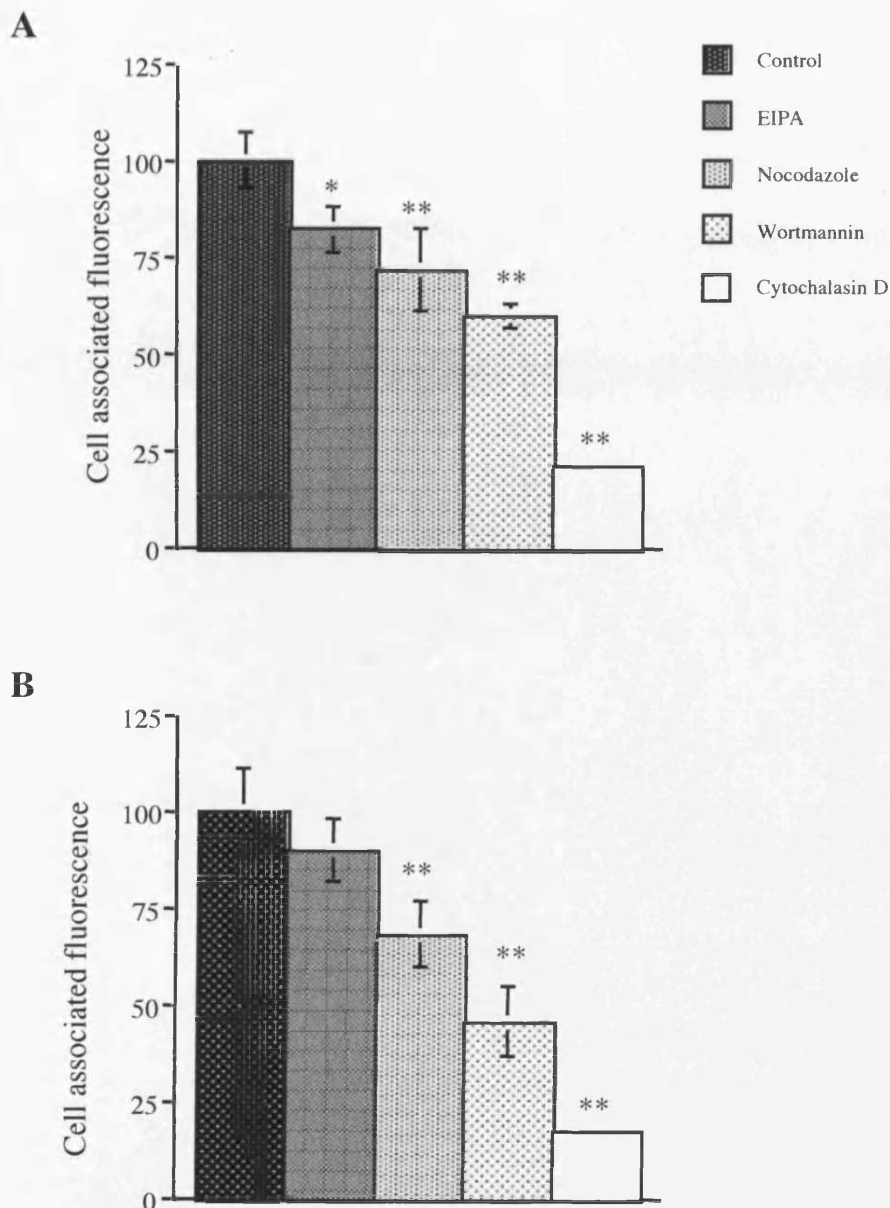 A
125
100
75
50
25
0
Cell associated fluorescence
*
**
**
**
Control
EIPA
Nocodazole
Wortmannin
Cytochalasin D
B
125
100
75
50
25
0
Cell associated fluorescence
**
**
**